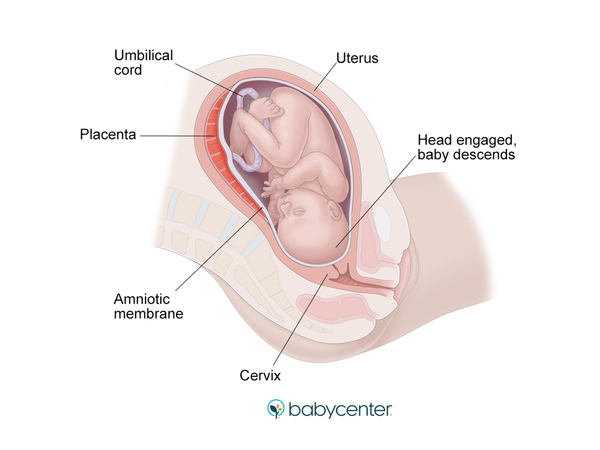 Umbilical
cord
Uterus
Placenta
Head engaged,
baby descends
Amniotic
membrane
Cervix
babycenter